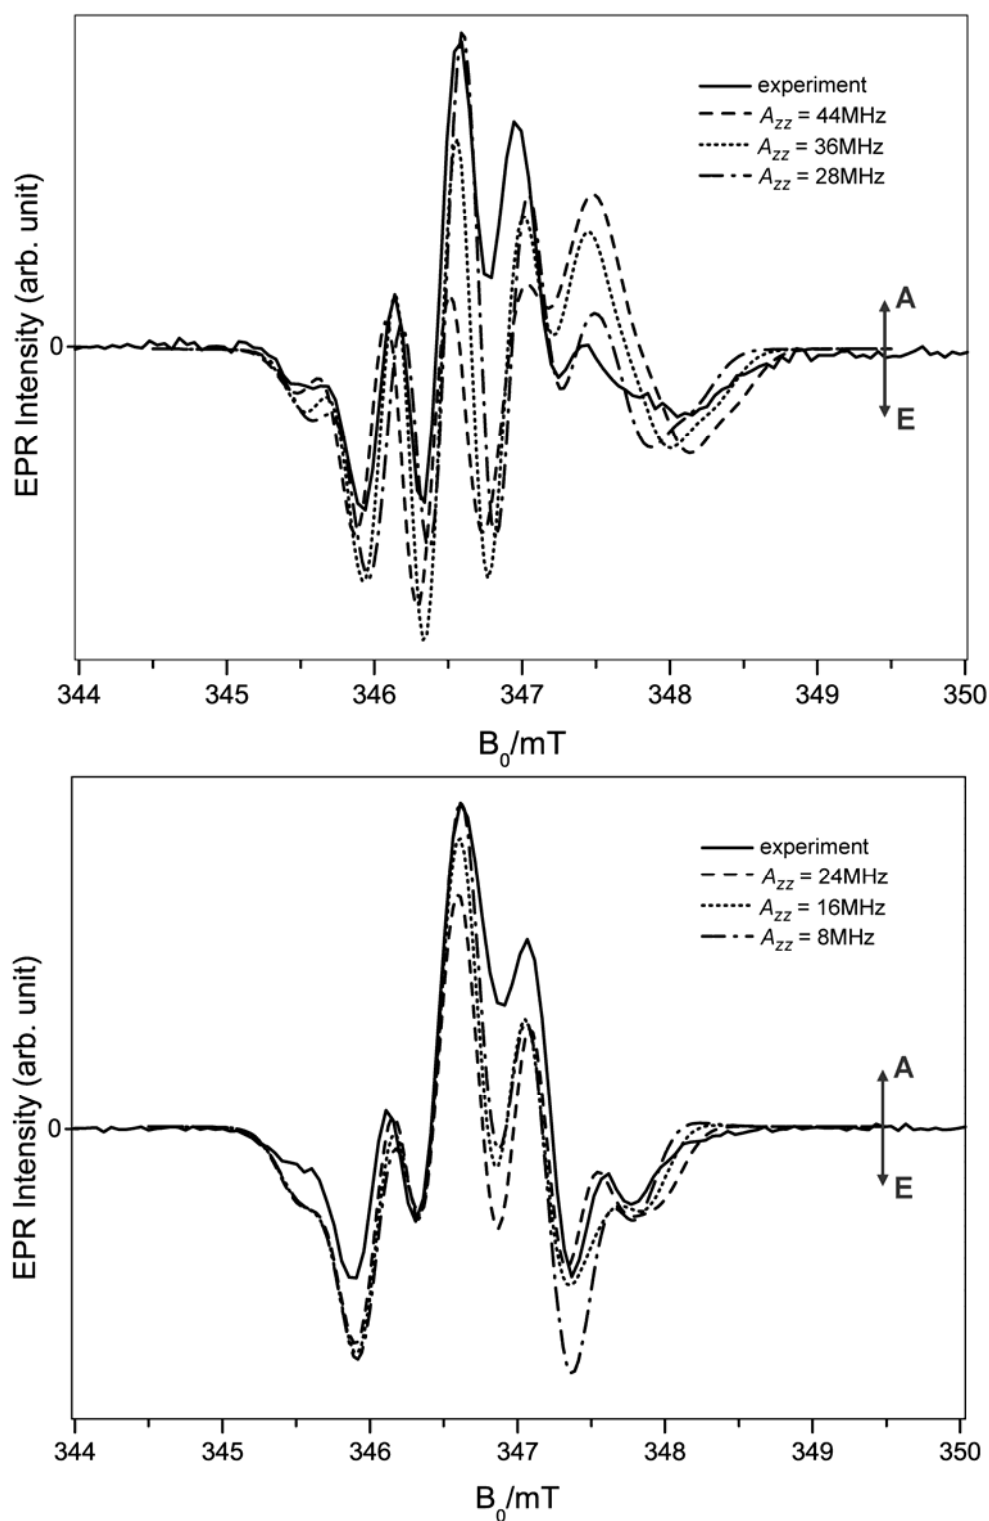 experiment
A_zz = 44MHz
A_zz = 36MHz
A_zz = 28MHz
EPR Intensity (arb. unit)
0
A
E
344 345 346 347 348 349 350
B_0/mT
experiment
A_zz = 24MHz
A_zz = 16MHz
A_zz = 8MHz
EPR Intensity (arb. unit)
0
A
E
344 345 346 347 348 349 350
B_0/mT